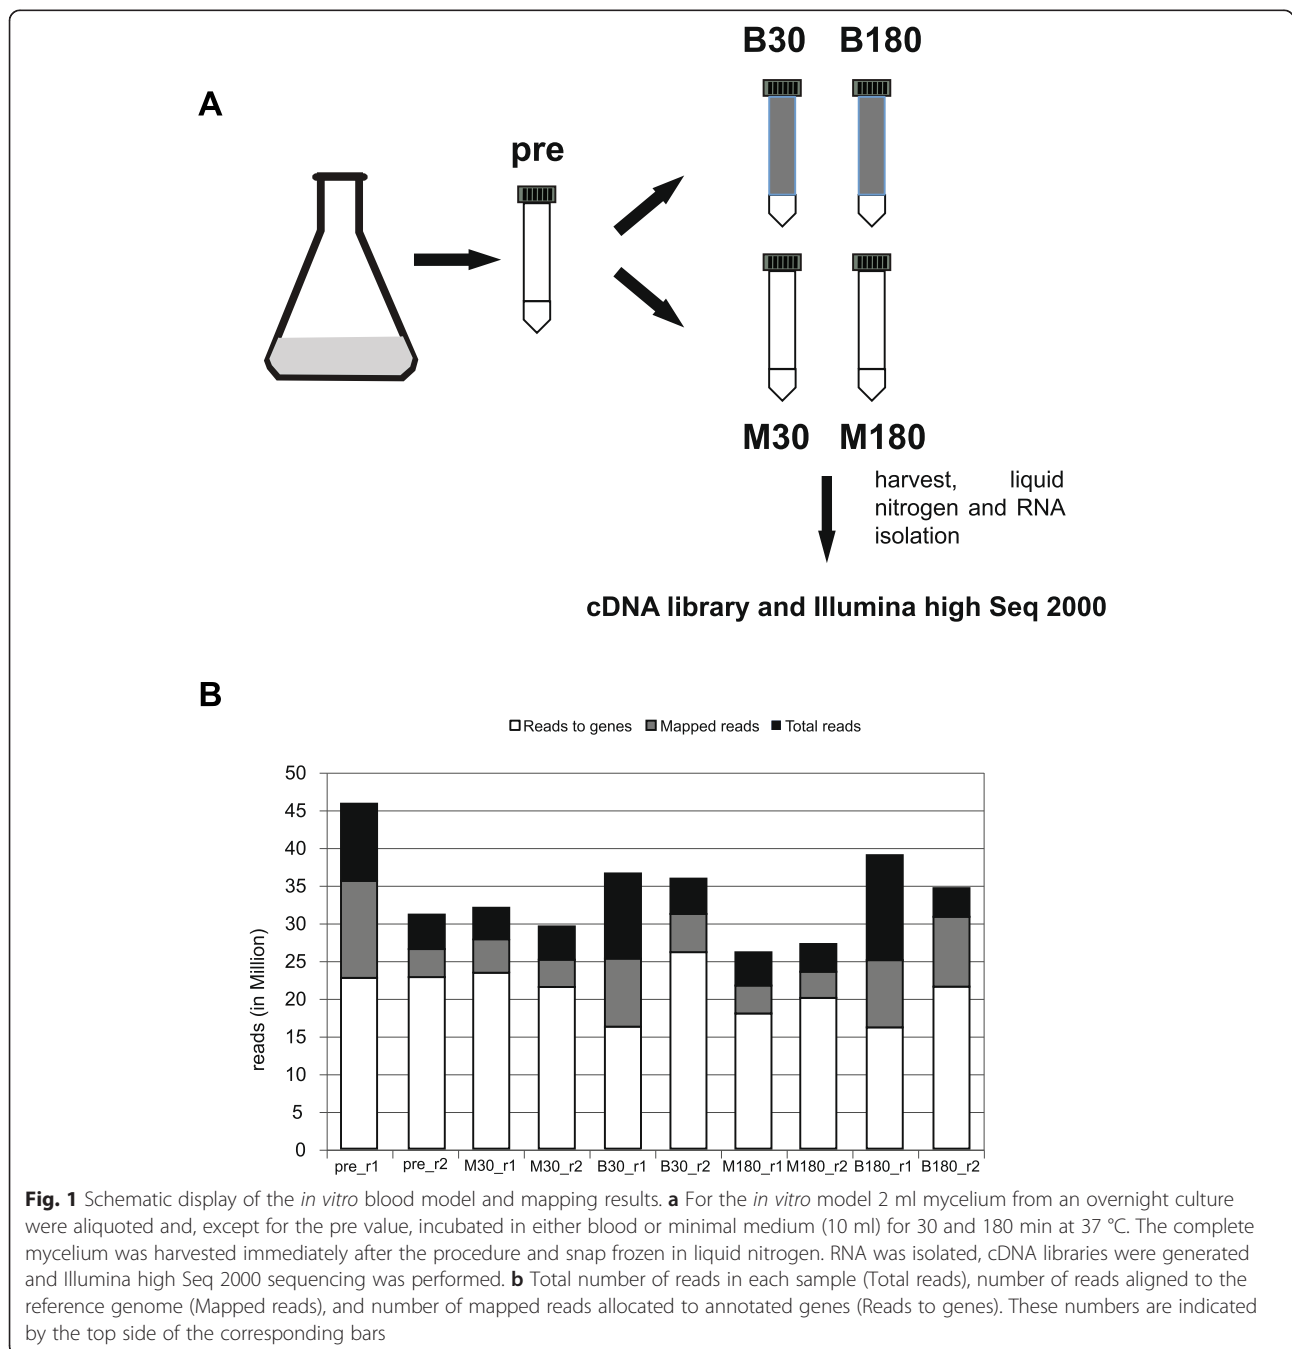 B30 B180
A
pre
M30 M180
harvest, liquid
nitrogen and RNA
isolation
cDNA library and Illumina high Seq 2000
B
Reads to genes Mapped reads Total reads
50
45
40
35
30
25
20
15
10
5
0
reads (in Million)
pre_r1 pre_r2 M30_r1 M30_r2 B30_r1 B30_r2 M180_r1 M180_r2 B180_r1 B180_r2
Fig. 1 Schematic display of the in vitro blood model and mapping results. a For the in vitro model 2 ml mycelium from an overnight culture
were aliquoted and, except for the pre value, incubated in either blood or minimal medium (10 ml) for 30 and 180 min at 37 °C. The complete
mycelium was harvested immediately after the procedure and snap frozen in liquid nitrogen. RNA was isolated, cDNA libraries were generated
and Illumina high Seq 2000 sequencing was performed. b Total number of reads in each sample (Total reads), number of reads aligned to the
reference genome (Mapped reads), and number of mapped reads allocated to annotated genes (Reads to genes). These numbers are indicated
by the top side of the corresponding bars